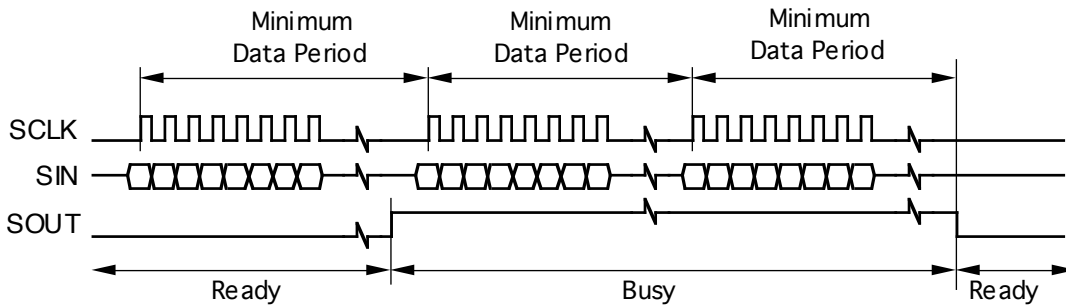 Minimum
Data Period
Minimum
Data Period
Minimum
Data Period
SCLK
SIN
SOUT
Ready
Busy
Ready